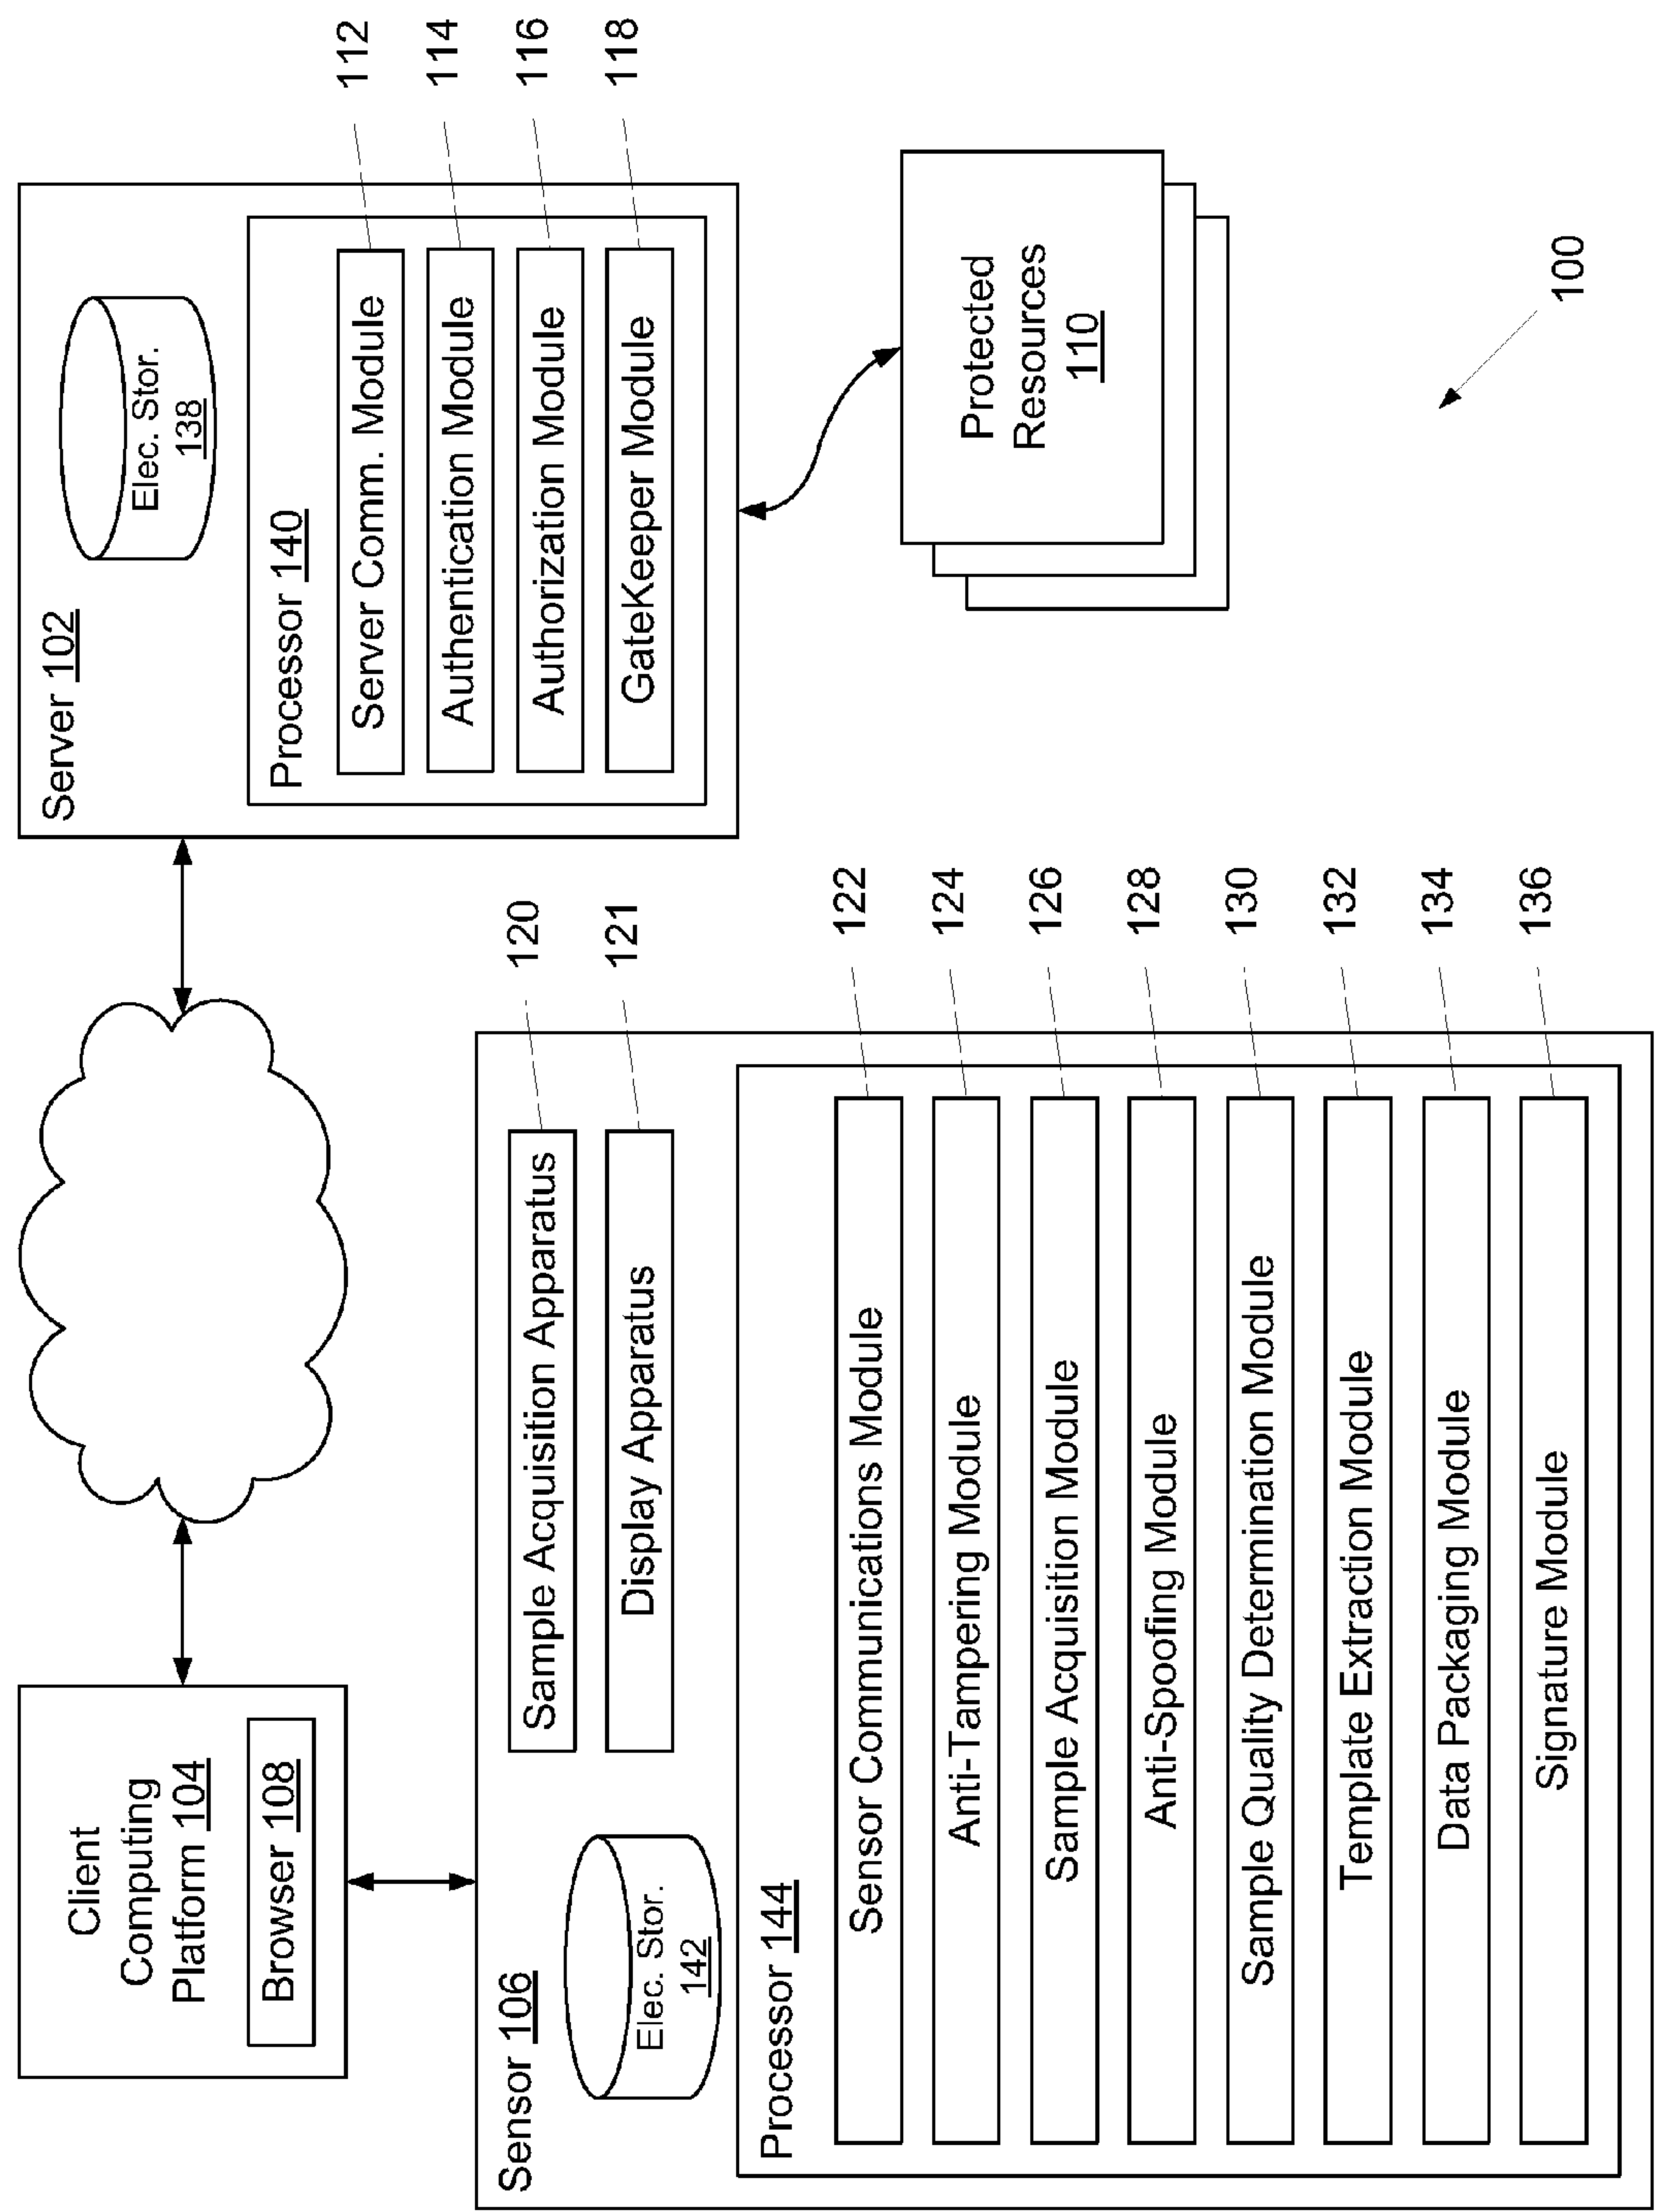 Client
Computing
Platform 104
Browser 108
Server 102
Elec. Stor.
138
Processor 140
Server Comm. Module
112
Authentication Module
114
Authorization Module
116
GateKeeper Module
118
Sensor 106
Elec. Stor.
142
Sample Acquisition Apparatus
120
Display Apparatus
121
Processor 144
Sensor Communications Module
122
Anti-Tampering Module
124
Sample Acquisition Module
126
Anti-Spoofing Module
128
Sample Quality Determination Module
130
Template Extraction Module
132
Data Packaging Module
134
Signature Module
136
Protected
Resources
110
100